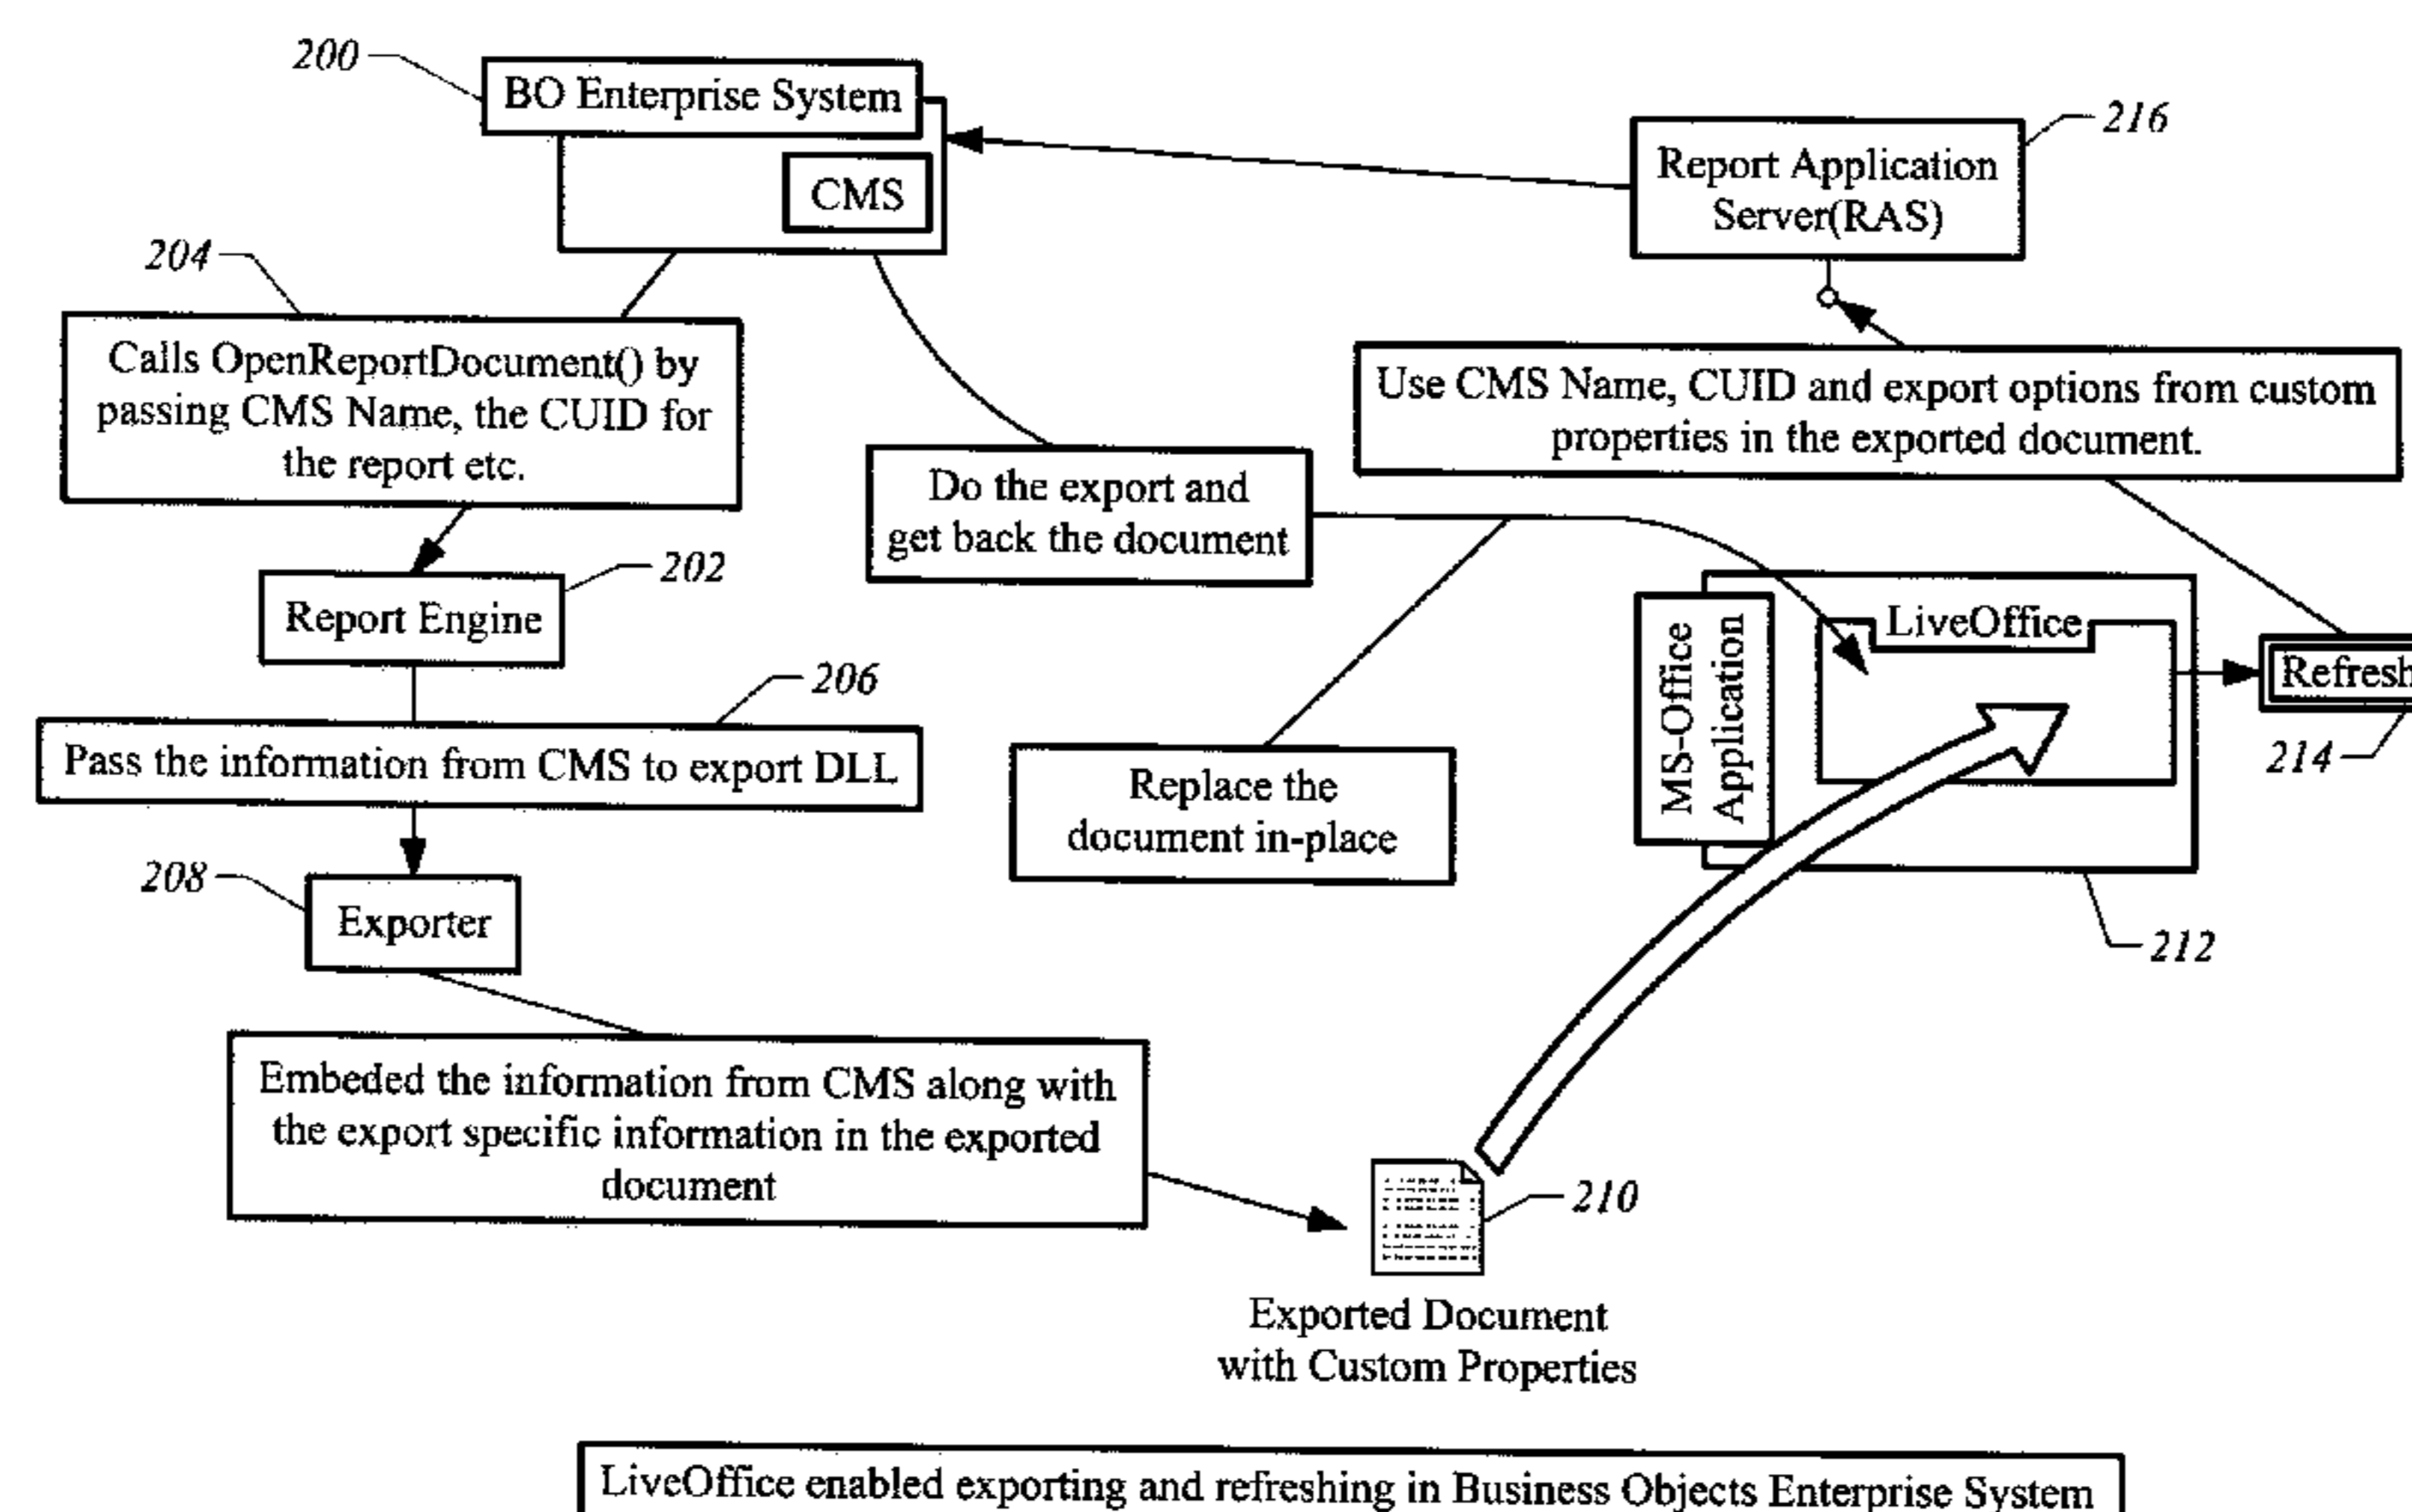 200
BO Enterprise System
CMS
216
Report Application
Server(RAS)
204
Calls OpenReportDocument() by
passing CMS Name, the CUID for
the report etc.
Use CMS Name, CUID and export options from custom
properties in the exported document.
Do the export and
get back the document
202
Report Engine
LiveOffice
MS-Office
Application
Refresh
214
206
Pass the information from CMS to export DLL
Replace the
document in-place
208
Exporter
212
Embeded the information from CMS along with
the export specific information in the exported
document
210
Exported Document
with Custom Properties
LiveOffice enabled exporting and refreshing in Business Objects Enterprise System